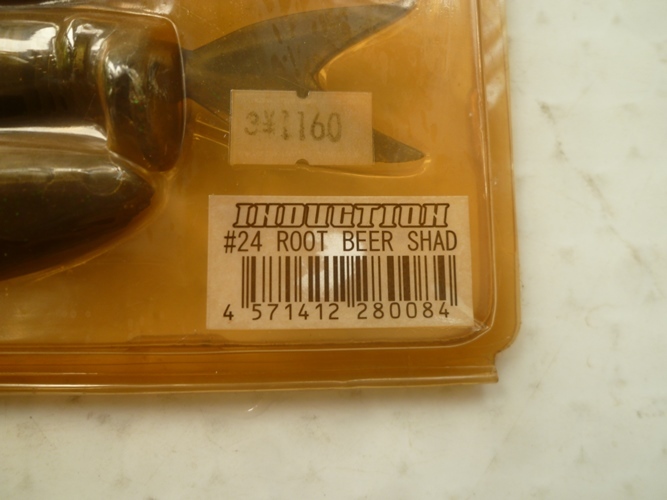 3¥1160
INDUCTION
#24 ROOT BEER SHAD
4 571412 280084